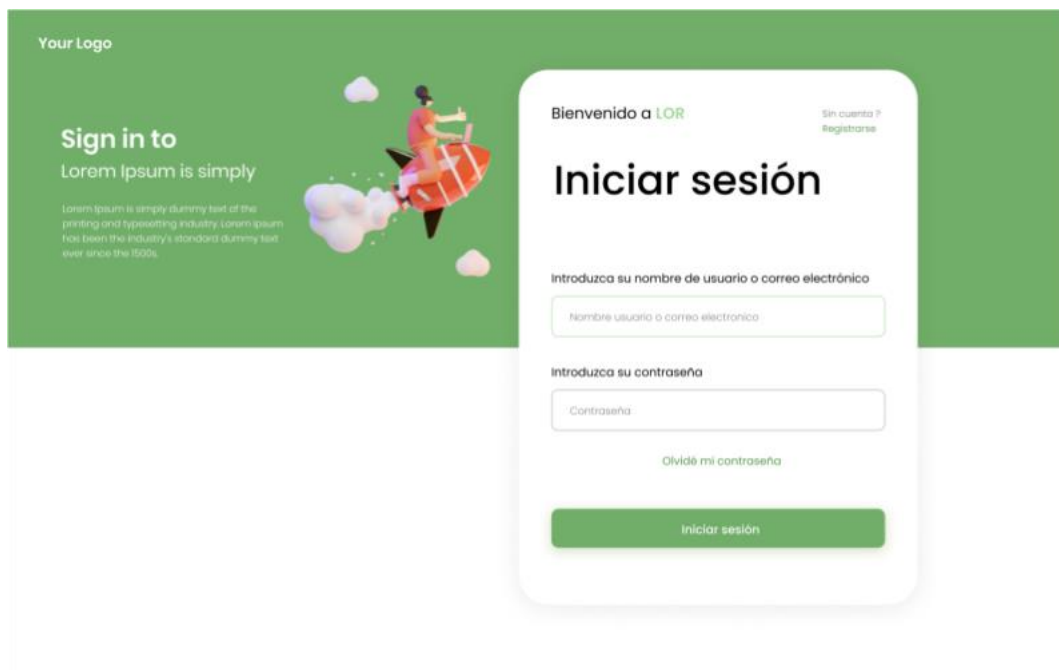 Your Logo
Sign in to
Lorem Ipsum is simply
Lorem Ipsum is simply dummy text of the
printing and typesetting industry. Lorem Ipsum
has been the industry's standard dummy text
ever since the 1500s.
Bienvenido a LOR
Sin cuenta ?
Registrarse
Iniciar sesión
Introduzca su nombre de usuario o correo electrónico
Nombre usuario o correo electronico
Introduzca su contraseña
Contraseña
Olvidé mi contraseña
Iniciar sesión